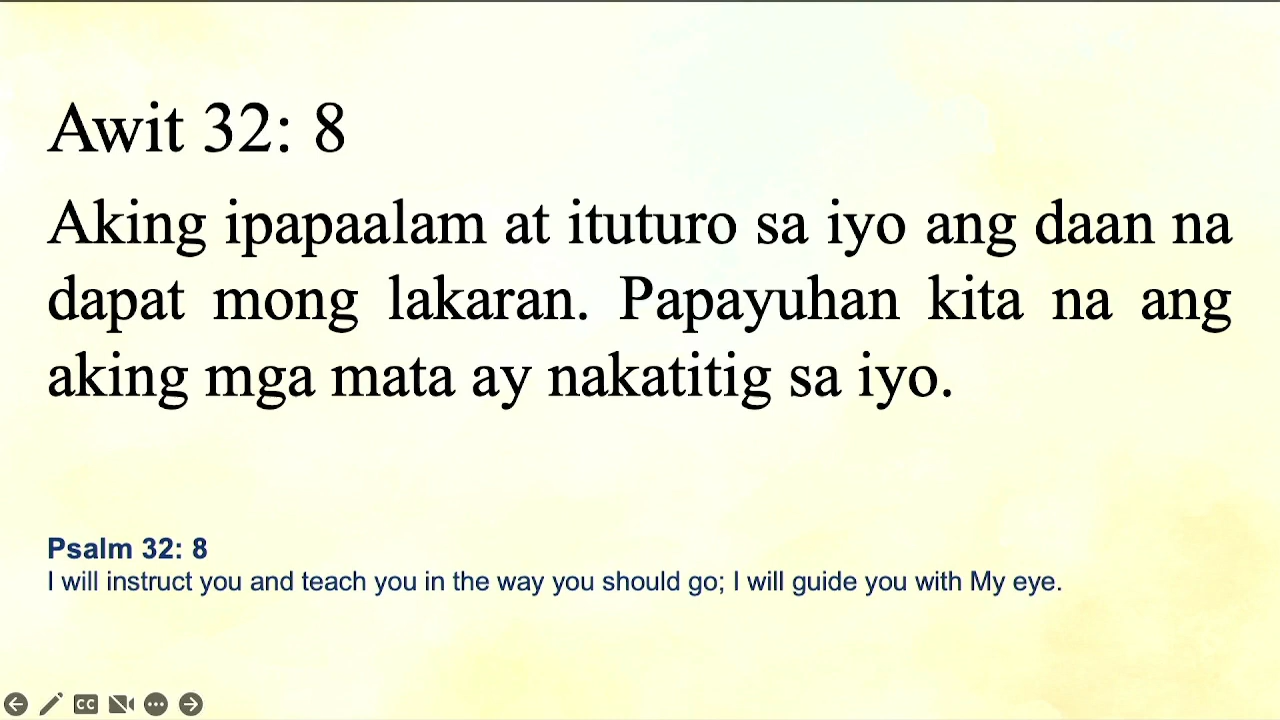 Awit 32: 8
Aking ipapaalam at ituturo sa iyo ang daan na
dapat mong lakaran. Papayuhan kita na ang
aking mga mata ay nakatitig sa iyo.
Psalm 32: 8
I will instruct you and teach you in the way you should go; I will guide you with My eye.
CC